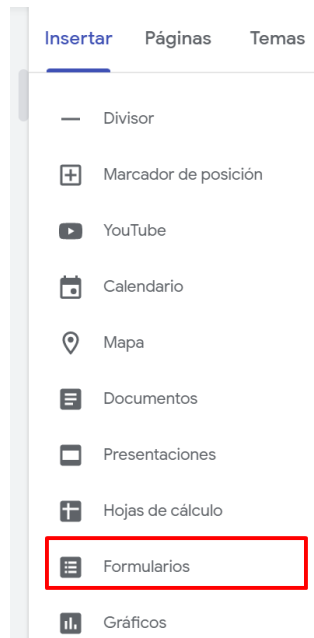 Insertar Páginas Temas
Divisor
Marcador de posición
YouTube
Calendario
Mapa
Documentos
Presentaciones
Hojas de cálculo
Formularios
Gráficos